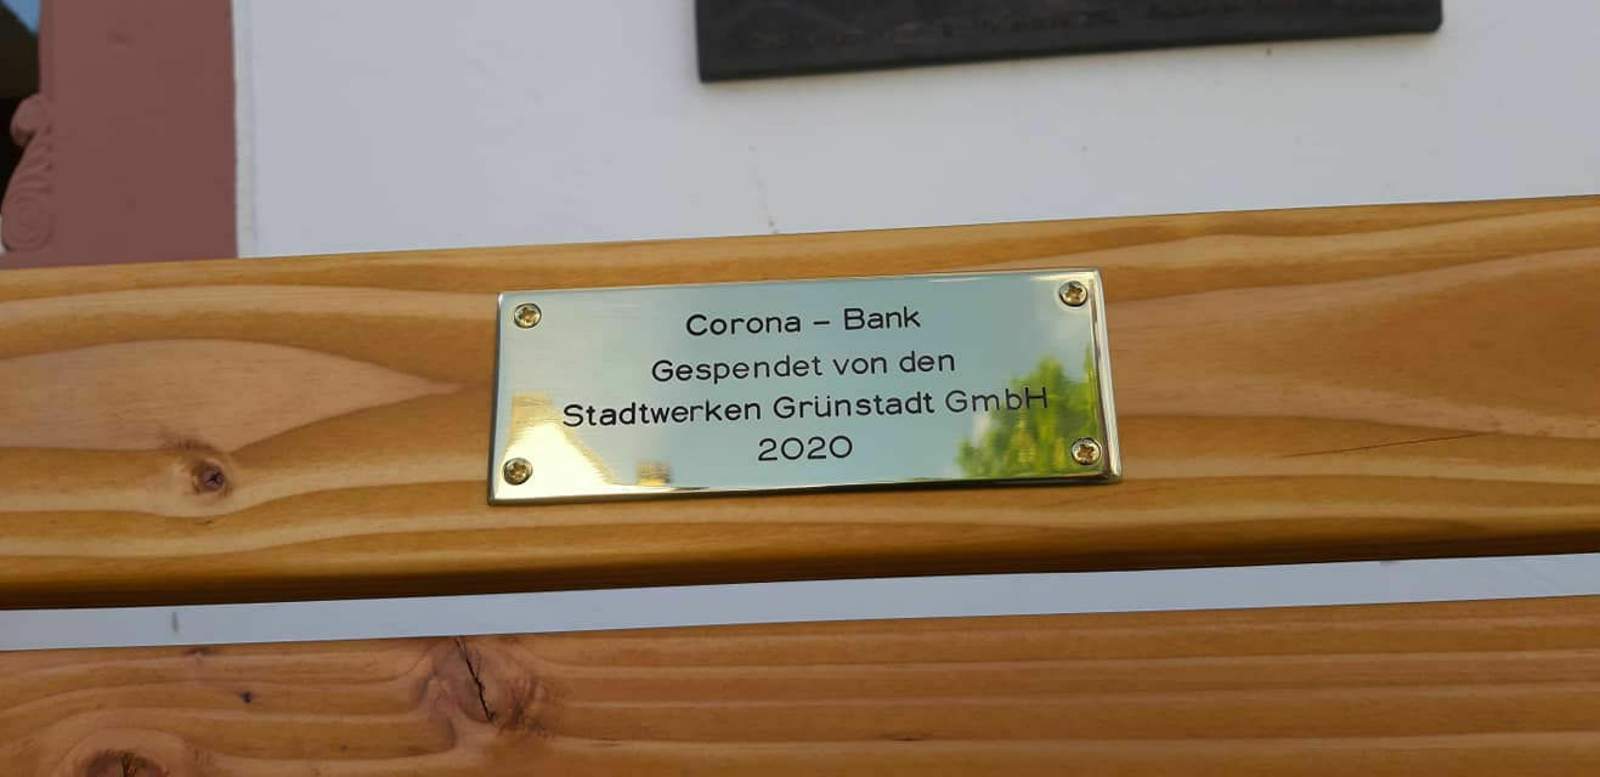 Corona – Bank
Gespendet von den
Stadtwerken Grünstadt GmbH
2020